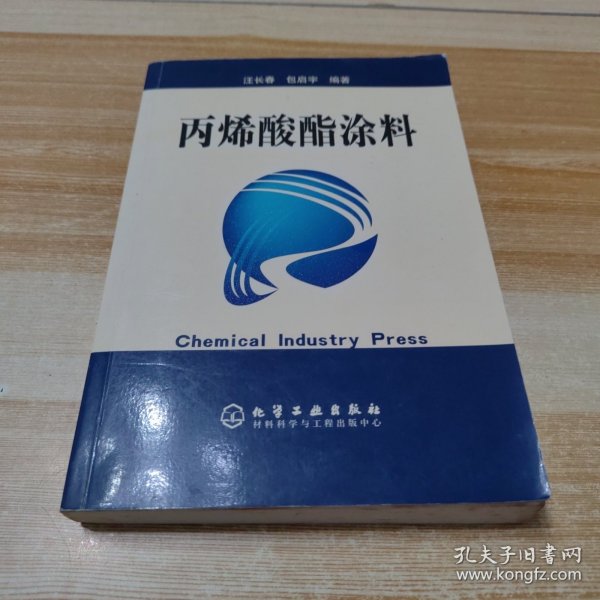 汪长春 包启宇 编著
丙烯酸酯涂料
Chemical Industry Press
化学工业出版社
材料科学与工程出版中心
孔夫子旧书网
www.kongfz.com